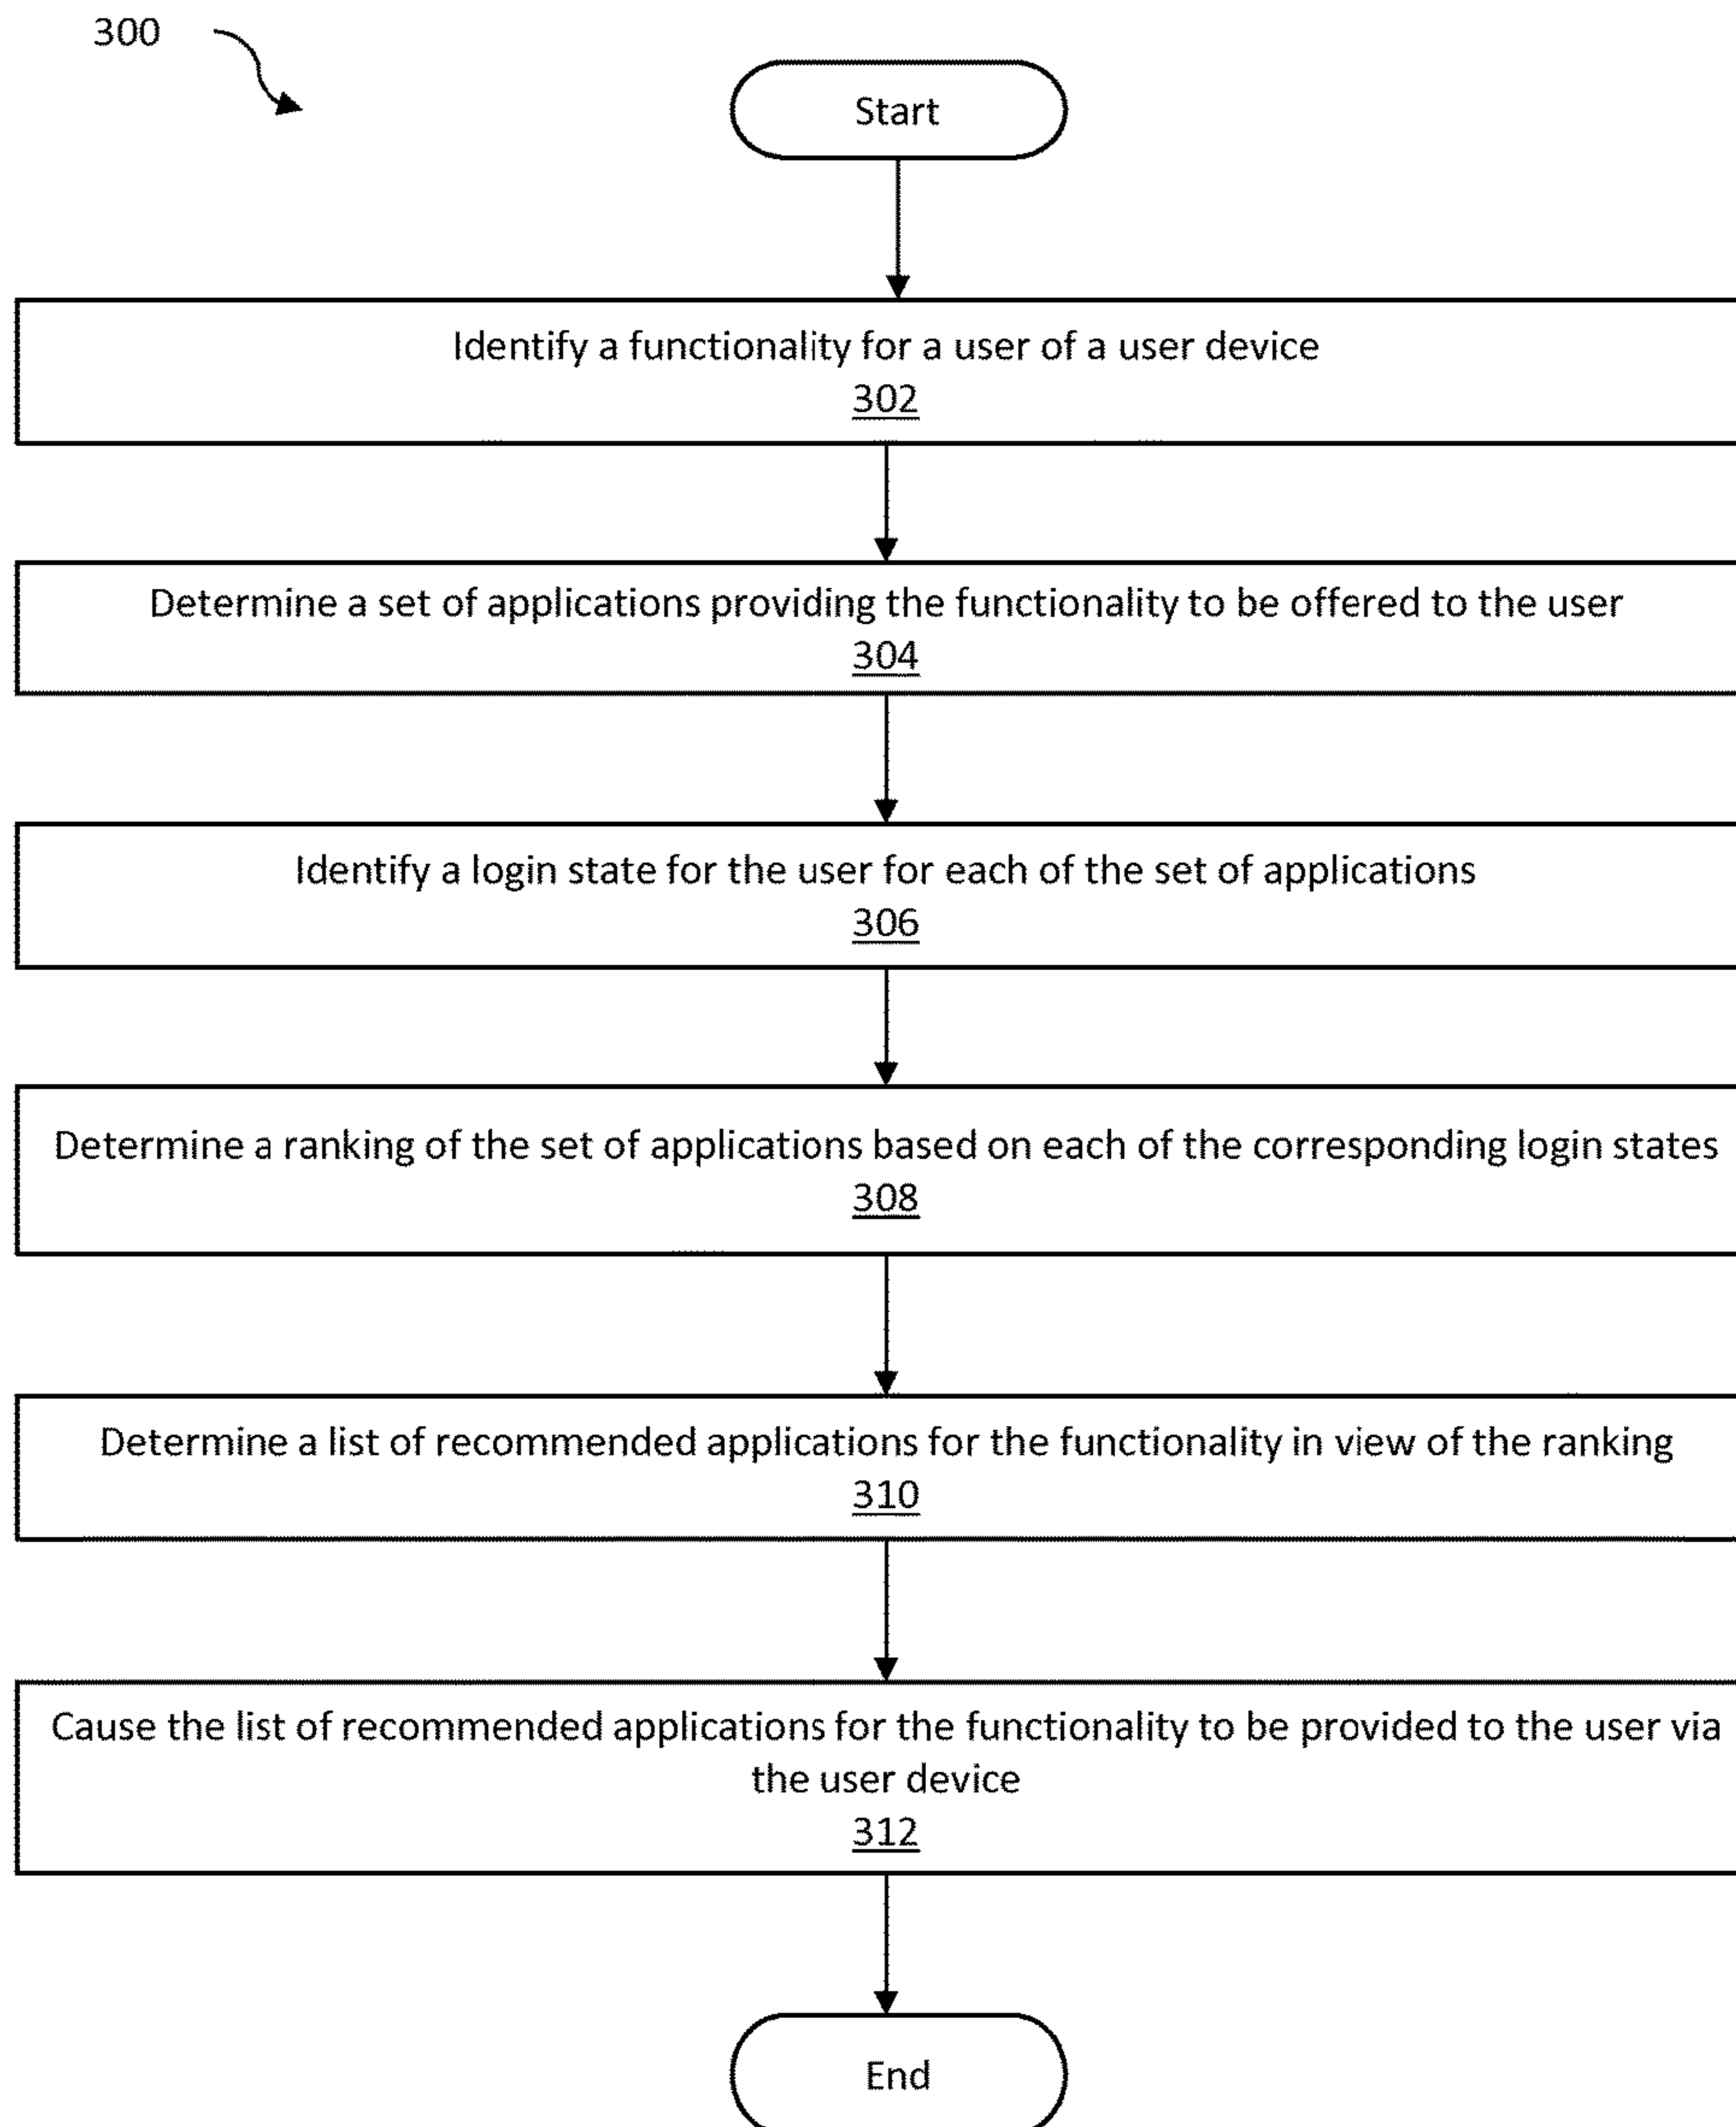 300
Start
Identify a functionality for a user of a user device
302
Determine a set of applications providing the functionality to be offered to the user
304
Identify a login state for the user for each of the set of applications
306
Determine a ranking of the set of applications based on each of the corresponding login states
308
Determine a list of recommended applications for the functionality in view of the ranking
310
Cause the list of recommended applications for the functionality to be provided to the user via
the user device
312
End